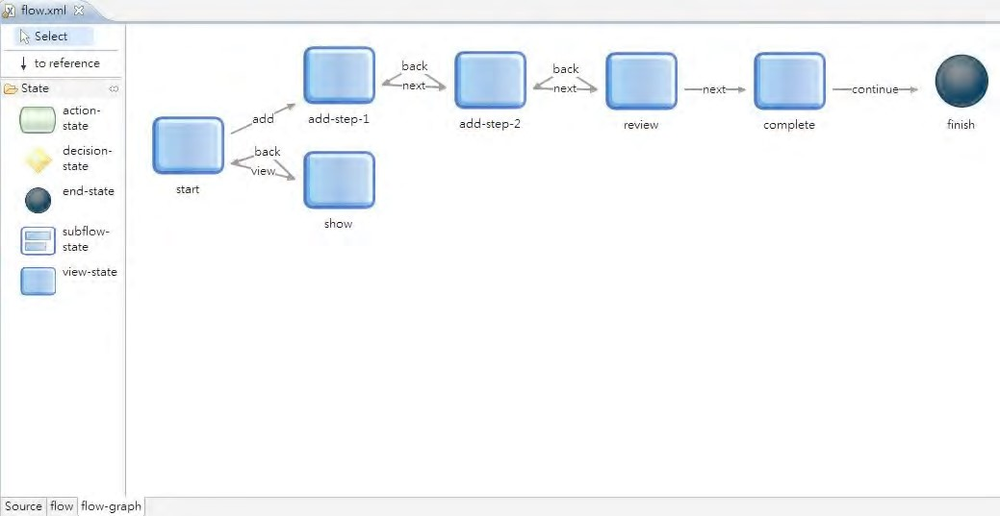 flow.xml
Select
to reference
State
action-
state
decision-
state
end-state
subflow-
state
view-state
back
next
add-step-1
back
next
add-step-2
review
next
complete
continue
finish
add
back
view
start
show
Source
flow
flow-graph